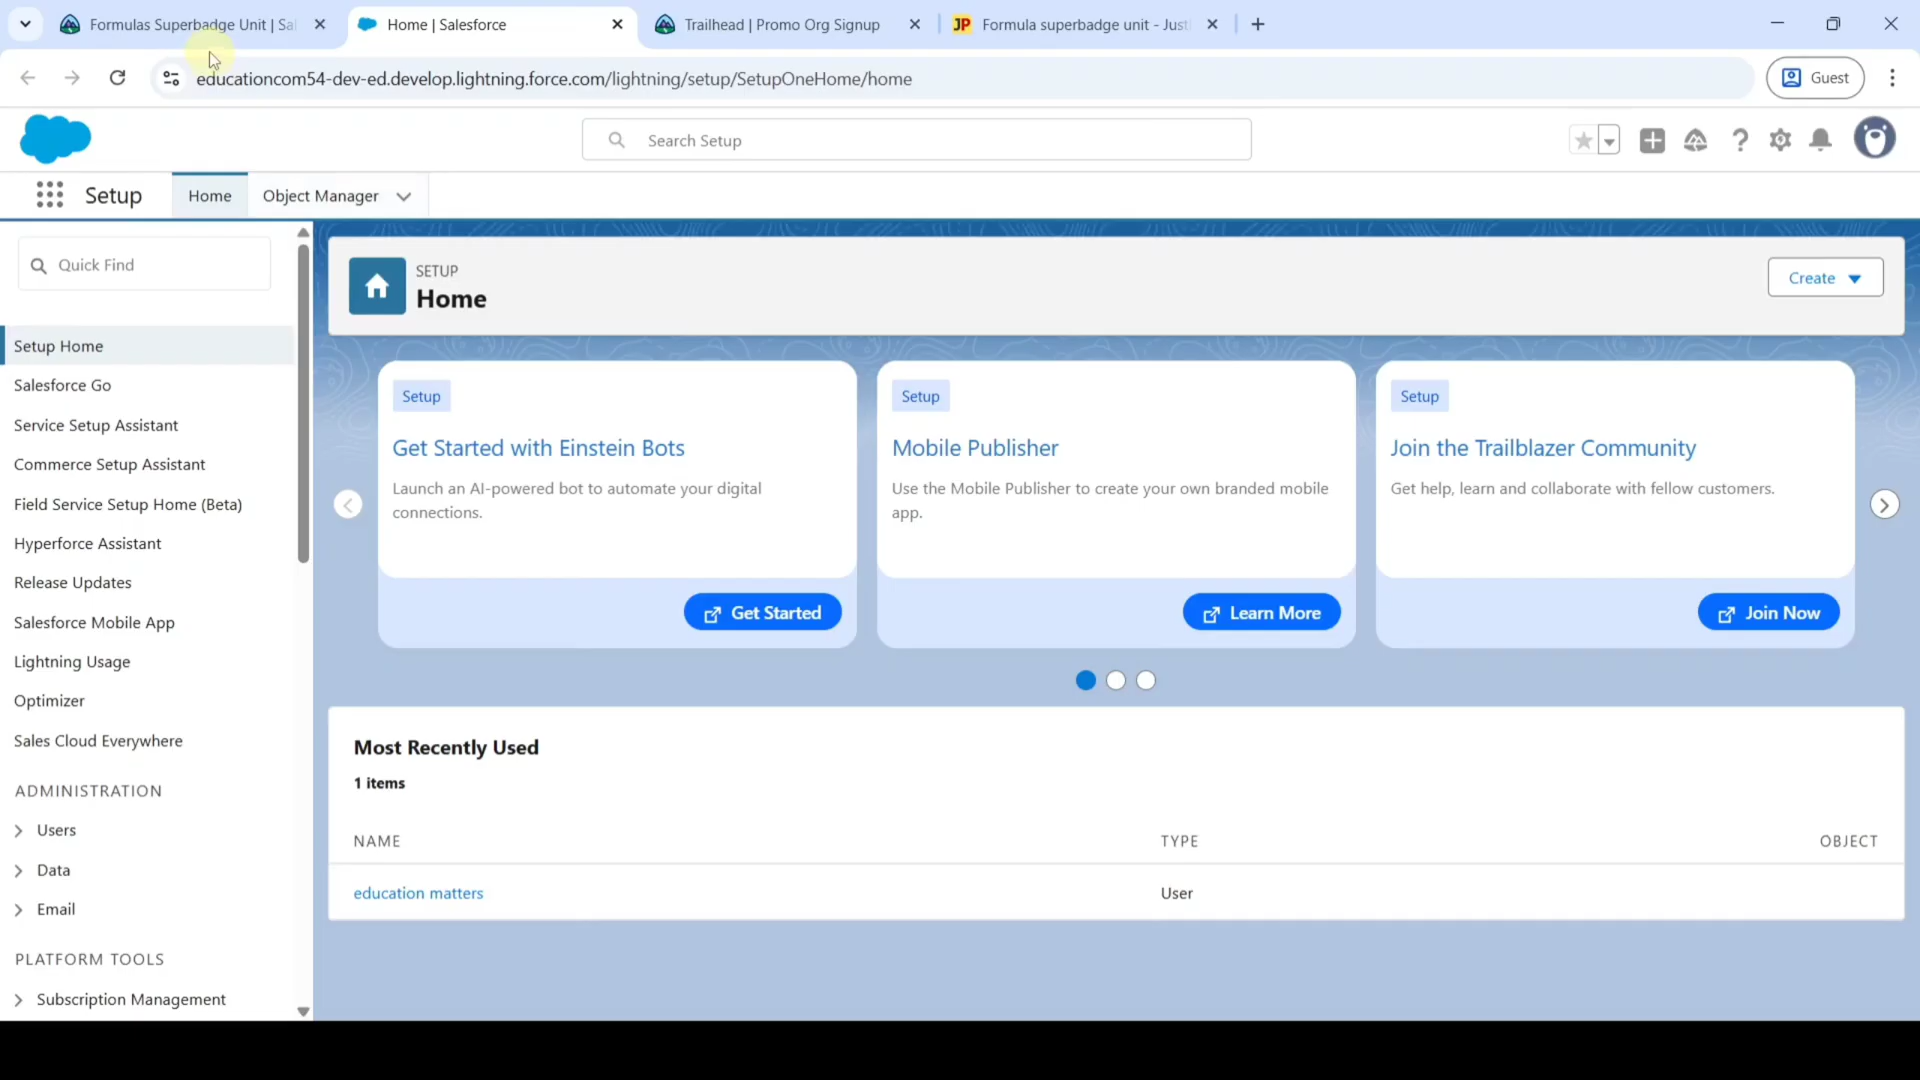 Formulas Superbadge Unit | Sal
Home | Salesforce
Trailhead | Promo Org Signup
JP
Formula superbadge unit - Just
educationcom54-dev-ed.develop.lightning.force.com/lightning/setup/SetupOneHome/home
Guest
Search Setup
Setup
Home
Object Manager
Quick Find
SETUP
Home
Create
Setup Home
Salesforce Go
Service Setup Assistant
Commerce Setup Assistant
Field Service Setup Home (Beta)
Hyperforce Assistant
Release Updates
Salesforce Mobile App
Lightning Usage
Optimizer
Sales Cloud Everywhere
ADMINISTRATION
Users
Data
Email
PLATFORM TOOLS
Subscription Management
Setup
Get Started with Einstein Bots
Launch an AI-powered bot to automate your digital
connections.
Get Started
Setup
Mobile Publisher
Use the Mobile Publisher to create your own branded mobile
app.
Learn More
Setup
Join the Trailblazer Community
Get help, learn and collaborate with fellow customers.
Join Now
Most Recently Used
1 items
NAME
TYPE
OBJECT
education matters
User